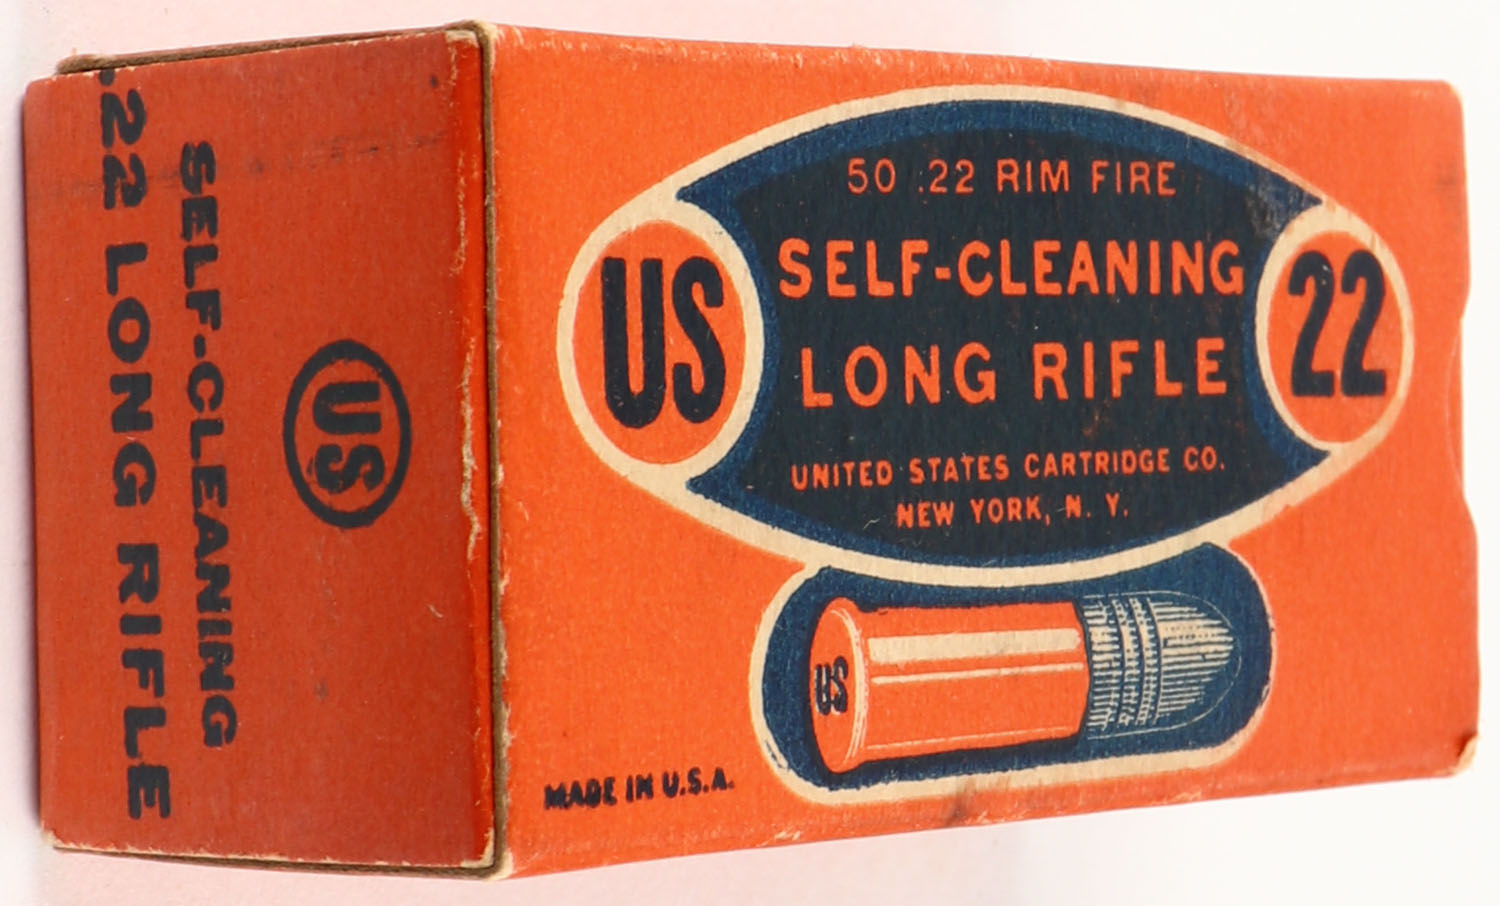 50 .22 RIM FIRE
SELF-CLEANING
LONG RIFLE
US
22
UNITED STATES CARTRIDGE CO.
NEW YORK, N. Y.
US
MADE IN U.S.A.
US
SELF-CLEANING
.22 LONG RIFLE